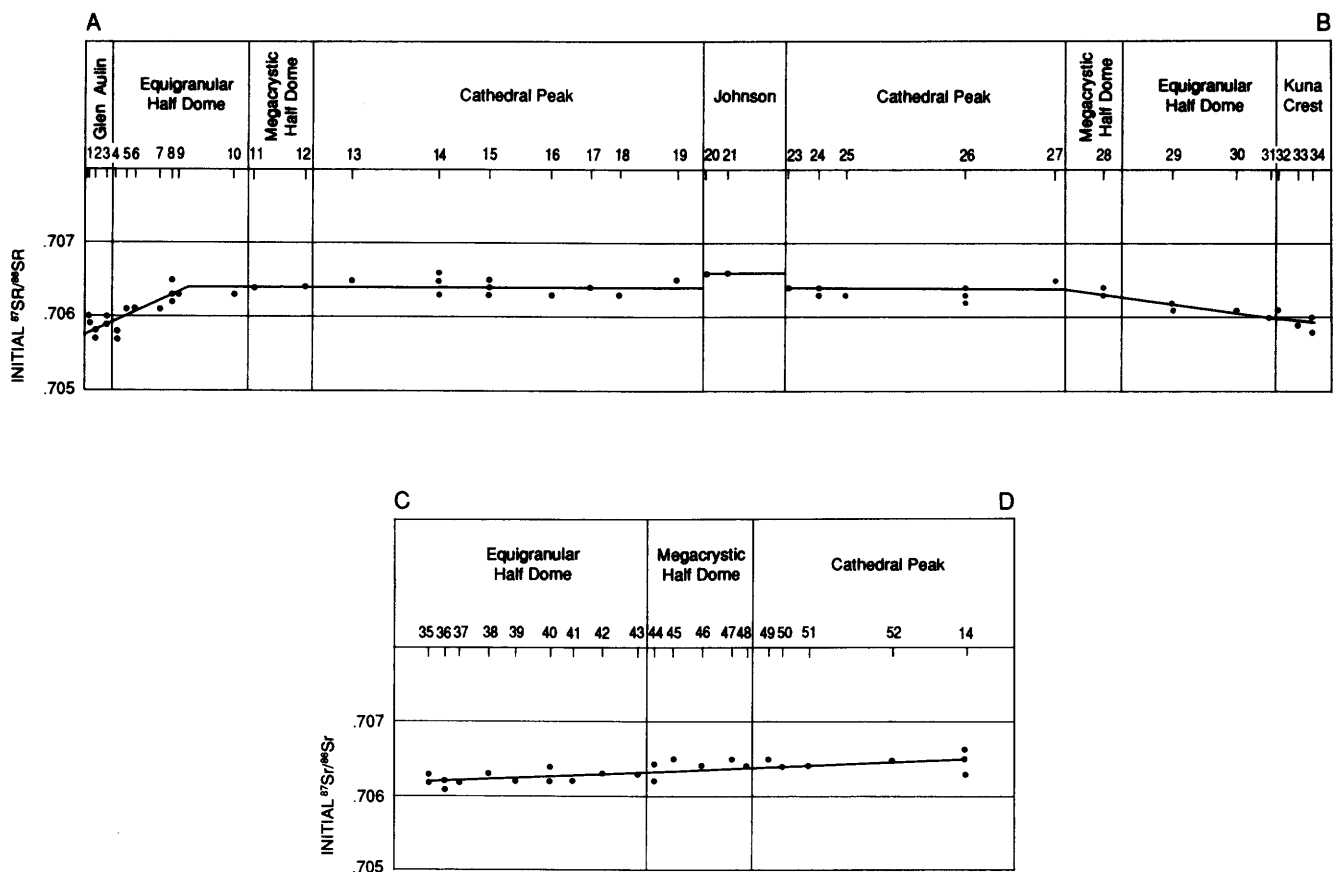 A B
Glen Aulin
Equigranular
Half Dome
Megacrystic
Half Dome
Cathedral Peak
Johnson
Cathedral Peak
Megacrystic
Half Dome
Equigranular
Half Dome
Kuna
Crest
1 2 3 4 5 6 7 8 9 10 11 12 13 14 15 16 17 18 19 20 21 23 24 25 26 27 28 29 30 31 32 33 34
.707
.706
.705
INITIAL ⁸⁷SR/⁸⁶SR
C D
Equigranular
Half Dome
Megacrystic
Half Dome
Cathedral Peak
35 36 37 38 39 40 41 42 43 44 45 46 47 48 49 50 51 52 14
.707
.706
.705
INITIAL ⁸⁷Sr/⁸⁶Sr